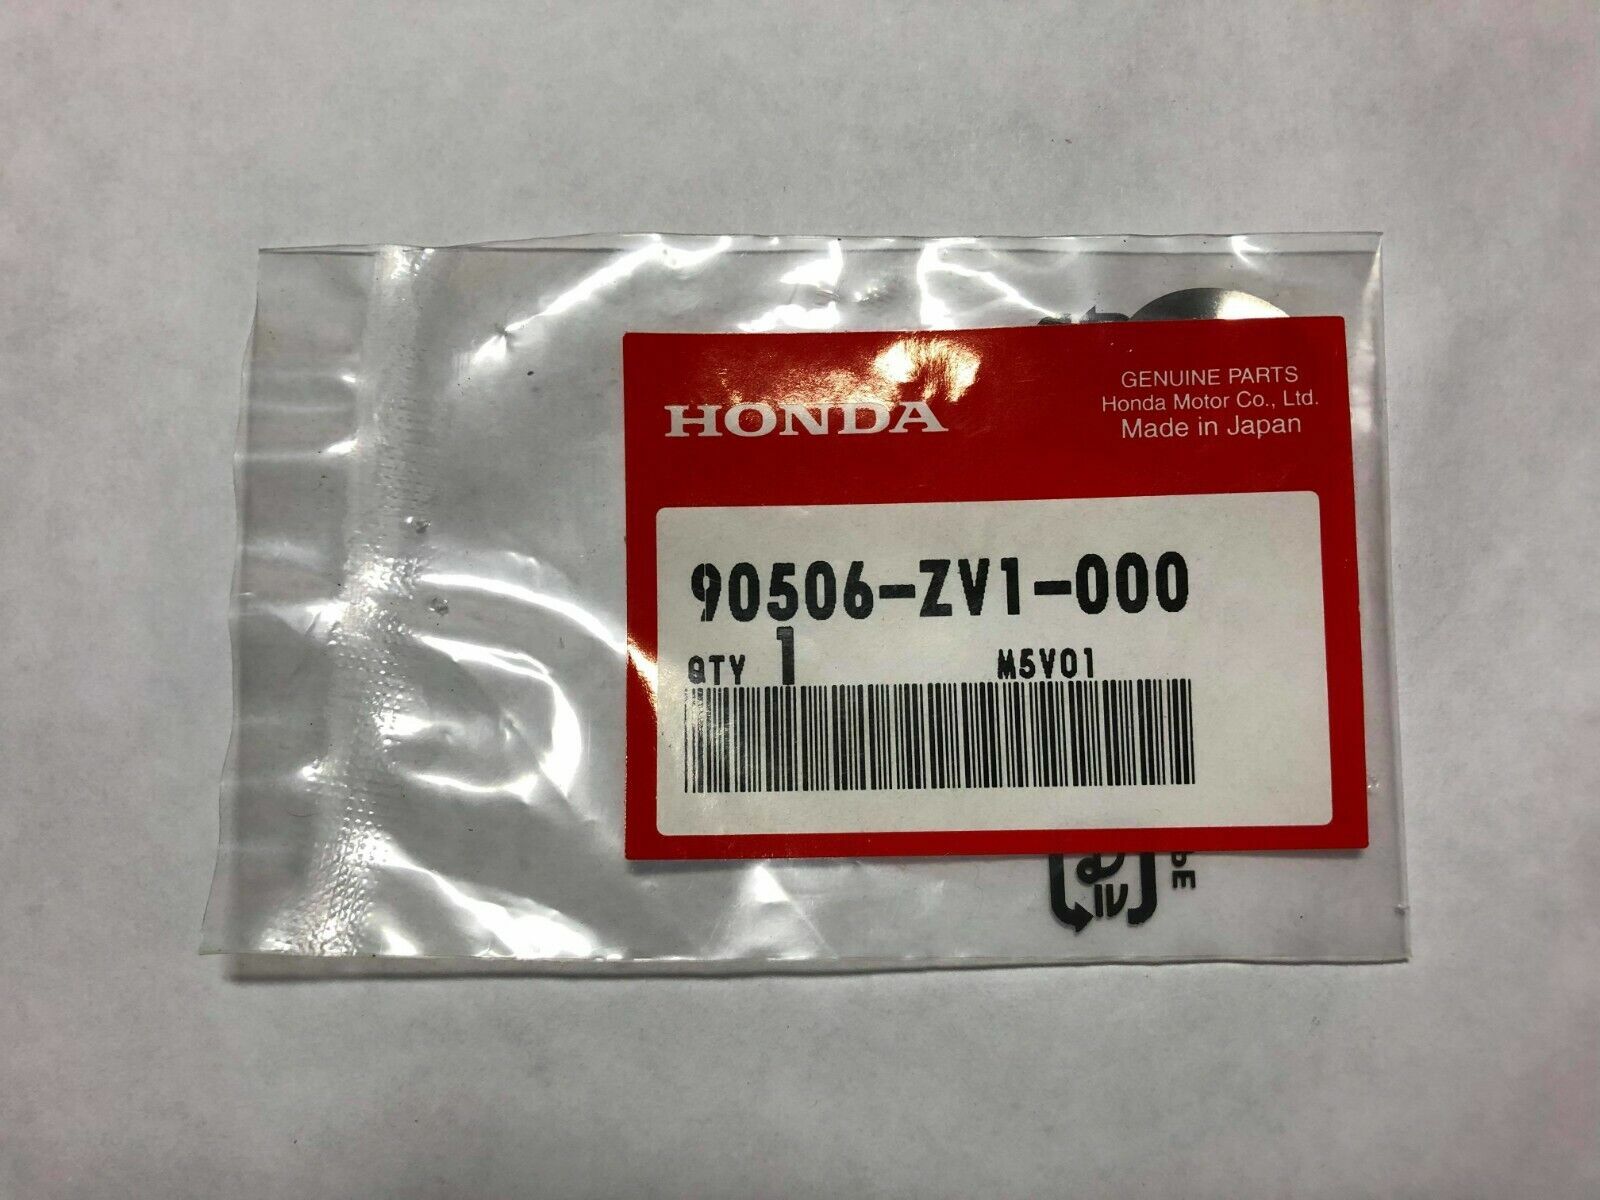 HONDA
GENUINE PARTS
Honda Motor Co., Ltd.
Made in Japan
90506-ZV1-000
QTY 1 M5V01